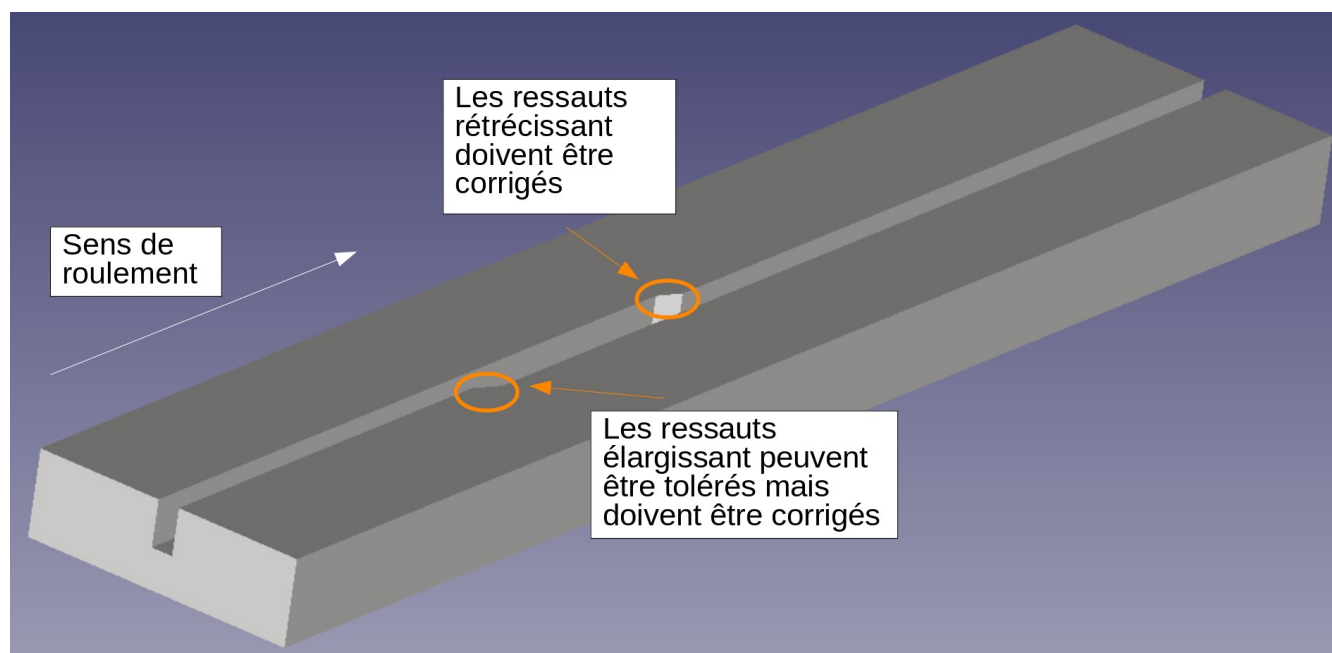 Les ressauts
rétrécissant
doivent être
corrigés
Sens de
roulement
Les ressauts
élargissant peuvent
être tolérés mais
doivent être corrigés